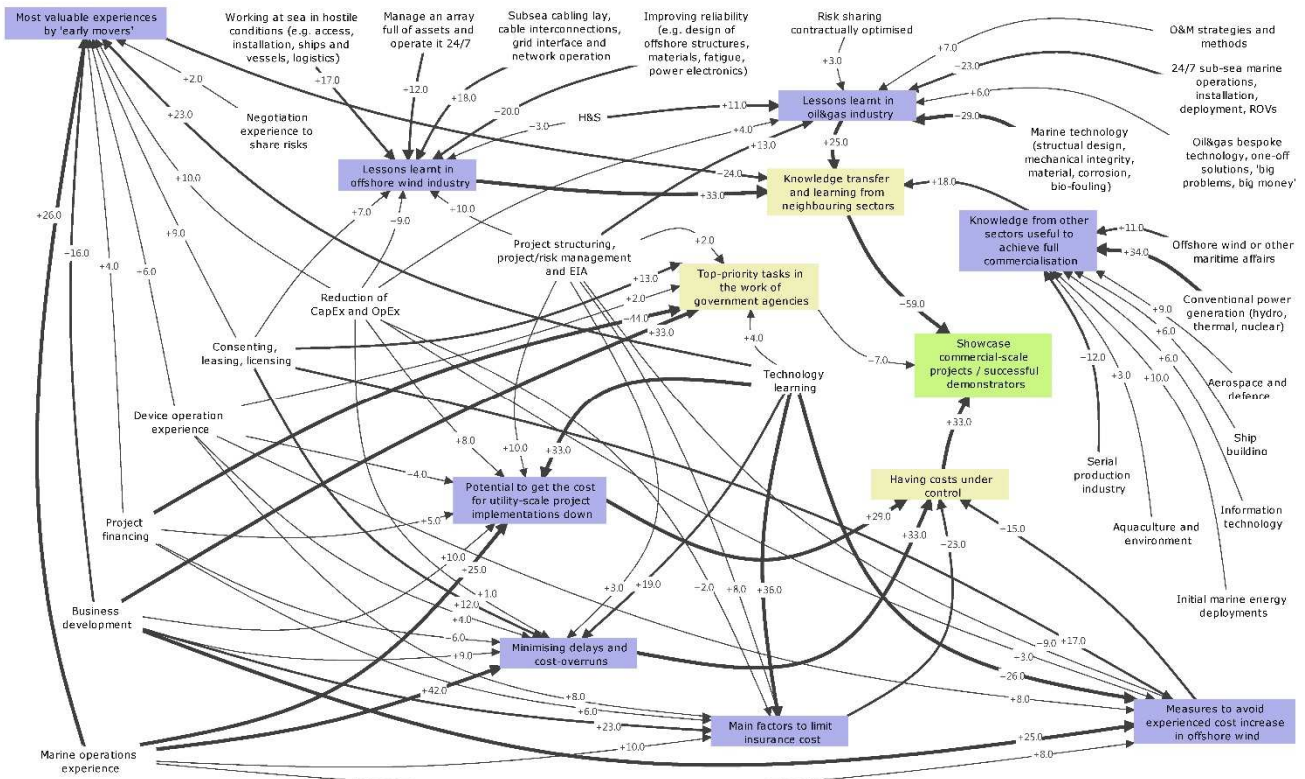 Most valuable experiences
by 'early movers'
Working at sea in hostile
conditions (e.g. access,
installation, ships and
vessels, logistics)
Manage an array
full of assets and
operate it 24/7
Subsea cabling lay,
cable interconnections,
grid interface and
network operation
Improving reliability
(e.g. design of
offshore structures,
materials, fatigue,
power electronics)
Risk sharing
contractually optimised
O&M strategies and
methods
24/7 sub-sea marine
operations,
installation,
deployment, ROVs
+2.0
+23.0
+17.0
−12.0
+18.0
−20.0
+3.0
+7.0
−23.0
+6.0
Negotiation
experience to
share risks
−3.0
H&S
+11.0
Lessons learnt in
oil&gas industry
−29.0
+4.0
+13.0
+25.0
Marine technology
(structual design,
mechanical integrity,
material, corrosion,
bio-fouling)
Oil&gas bespoke
technology, one-off
solutions, 'big
problems, big money'
Lessons learnt in
offshore wind industry
−24.0
+33.0
Knowledge transfer
and learning from
neighbouring sectors
+18.0
+10.0
+26.0
+7.0
−9.0
+10.0
Knowledge from other
sectors useful to
achieve full
commercialisation
+11.0
+34.0
Offshore wind or other
maritime affairs
+9.0
−16.0
+4.0
−6.0
Project structuring,
project/risk management
and EIA
+2.0
Top-priority tasks in
the work of
government agencies
+13.0
+2.0
−44.0
+33.0
Reduction of
CapEx and OpEx
−59.0
Conventional power
generation (hydro,
thermal, nuclear)
+9.0
+6.0
+6.0
−12.0
+3.0
+10.0
Consenting,
leasing, licensing
+4.0
−7.0
Showcase
commercial-scale
projects / successful
demonstrators
Technology
learning
Aerospace and
defence
Device operation
experience
+8.0
+10.0
+33.0
+33.0
Ship
building
−4.0
Potential to get the cost
for utility-scale project
implementations down
Having costs under
control
Serial
production
industry
Information
technology
Project
financing
+5.0
+29.0
+33.0
−23.0
−15.0
Aquaculture and
environment
+10.0
+25.0
+19.0
−2.0
+8.0
+36.0
+3.0
+1.0
+12.0
+4.0
Initial marine energy
deployments
Business
development
−6.0
+9.0
Minimising delays and
cost-overruns
−9.0
+17.0
−3.0
−26.0
+42.0
+8.0
+6.0
+23.0
+8.0
Main factors to limit
insurance cost
Measures to avoid
experienced cost increase
in offshore wind
+25.0
Marine operations
experience
+10.0
+8.0